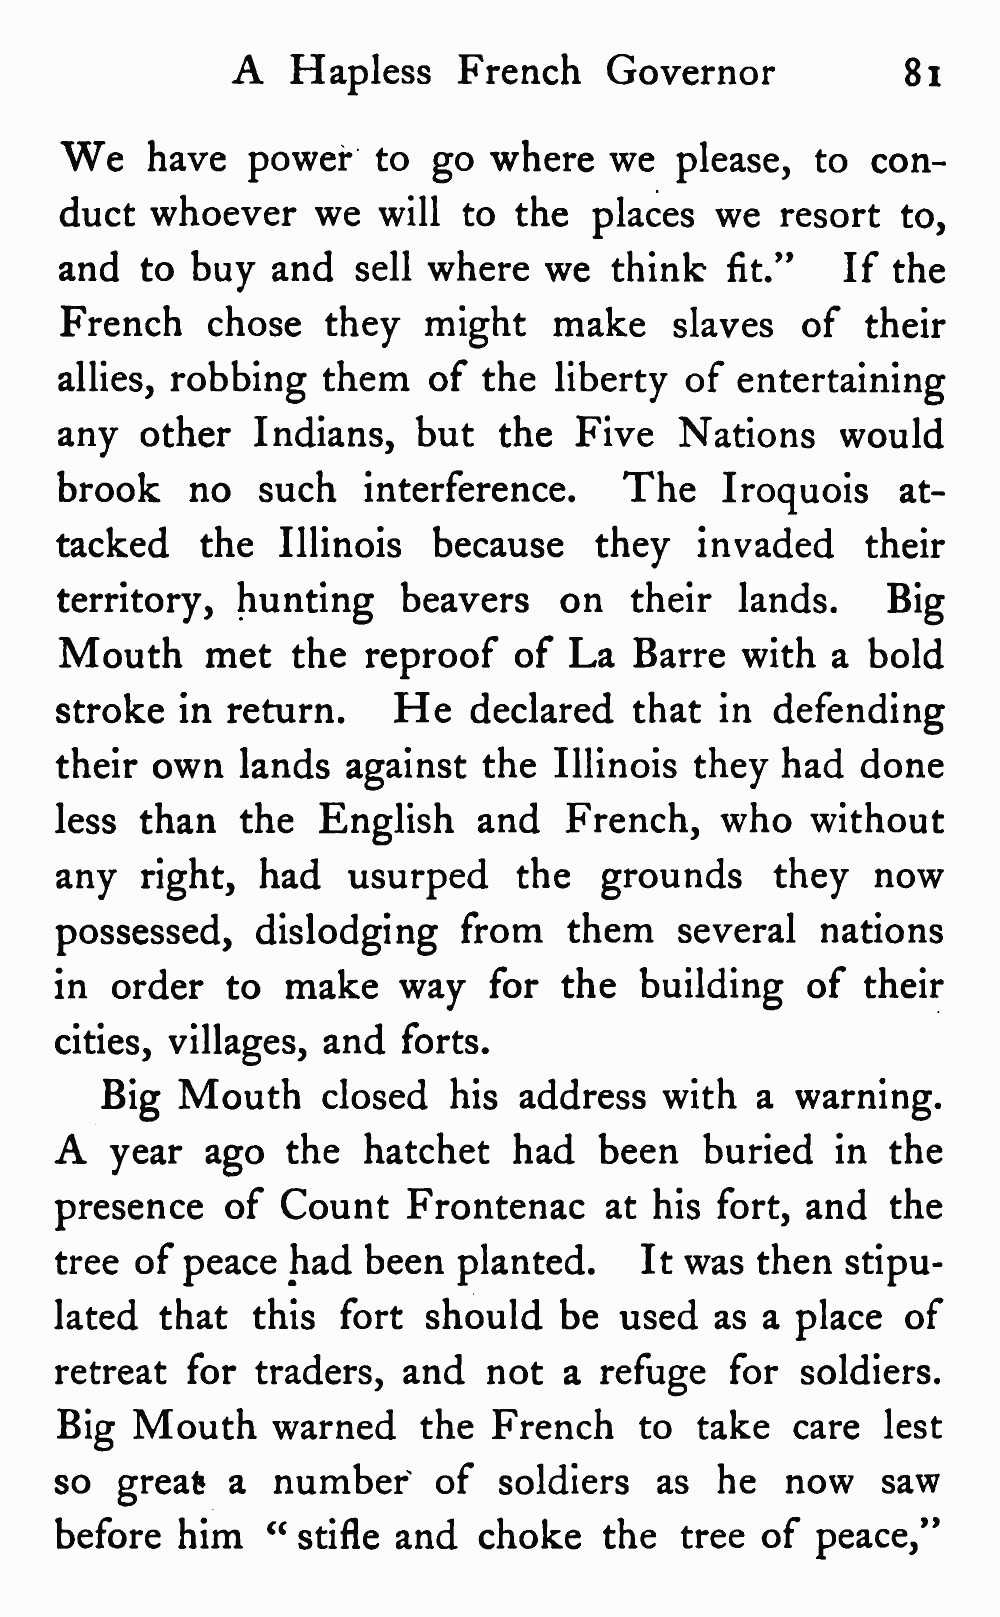 A Hapless French Governor 81
We have power to go where we please, to con-
duct whoever we will to the places we resort to,
and to buy and sell where we think fit.” If the
French chose they might make slaves of their
allies, robbing them of the liberty of entertaining
any other Indians, but the Five Nations would
brook no such interference. The Iroquois at-
tacked the Illinois because they invaded their
territory, hunting beavers on their lands. Big
Mouth met the reproof of La Barre with a bold
stroke in return. He declared that in defending
their own lands against the Illinois they had done
less than the English and French, who without
any right, had usurped the grounds they now
possessed, dislodging from them several nations
in order to make way for the building of their
cities, villages, and forts.
Big Mouth closed his address with a warning.
A year ago the hatchet had been buried in the
presence of Count Frontenac at his fort, and the
tree of peace had been planted. It was then stipu-
lated that this fort should be used as a place of
retreat for traders, and not a refuge for soldiers.
Big Mouth warned the French to take care lest
so great a number of soldiers as he now saw
before him “ stifle and choke the tree of peace,”